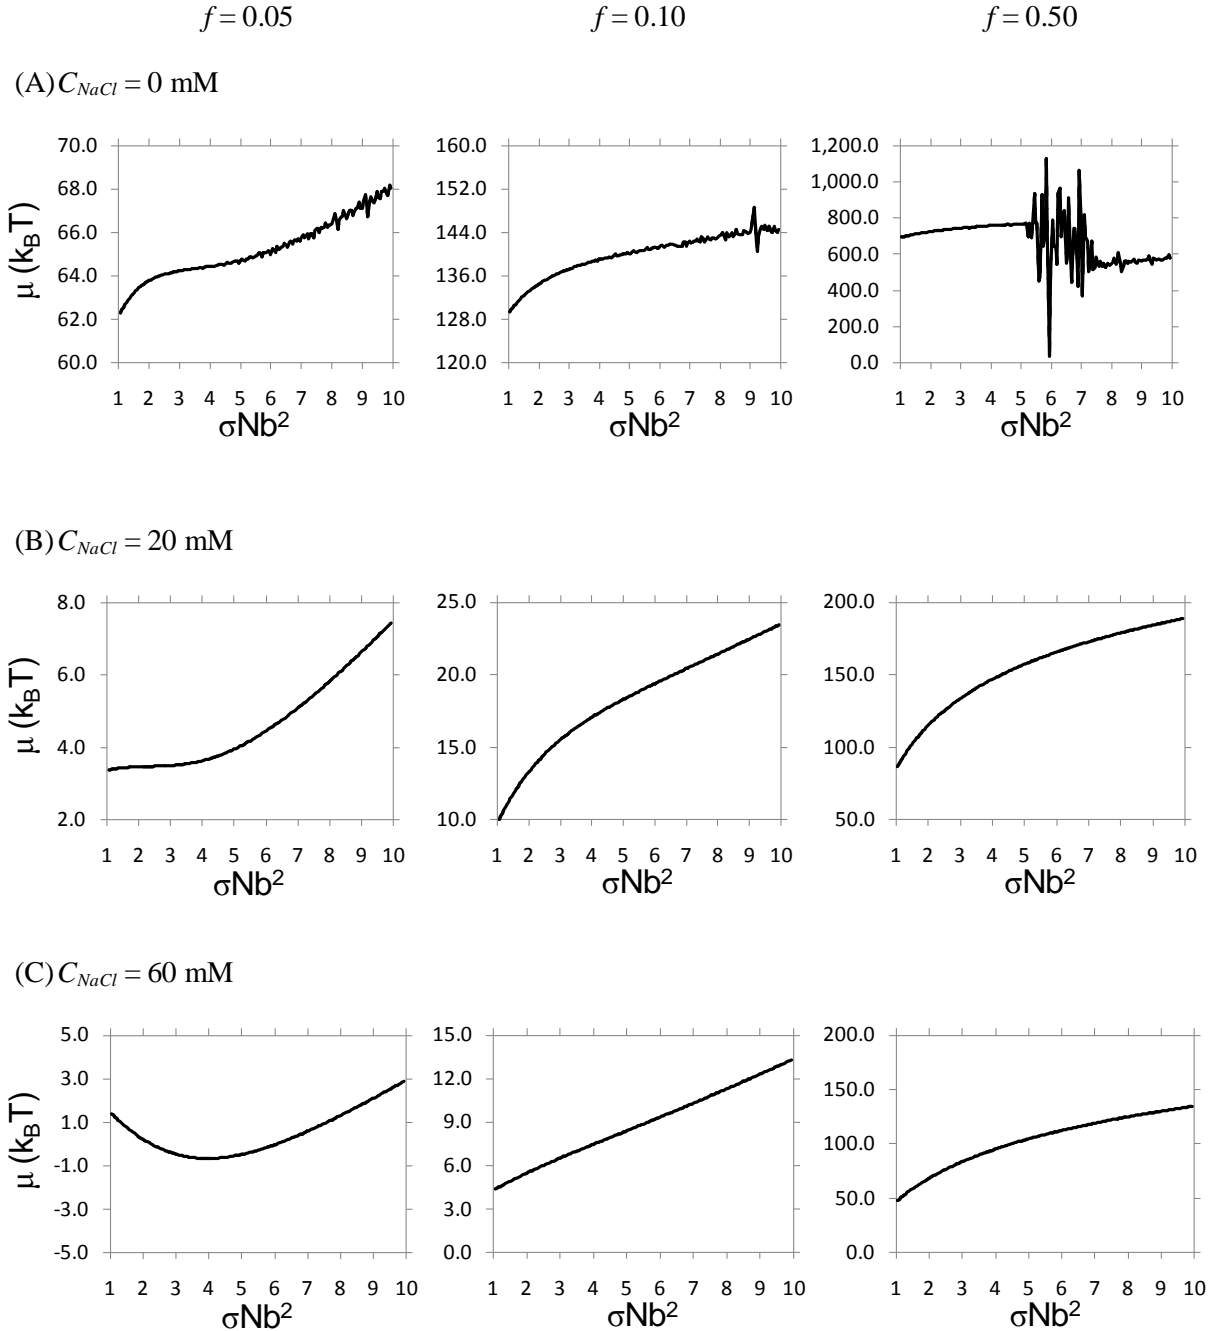 f = 0.05 f = 0.10 f = 0.50
(A) C_NaCl = 0 mM
μ (k_BT)
70.0
68.0
66.0
64.0
62.0
60.0
1 2 3 4 5 6 7 8 9 10
σNb²
160.0
152.0
144.0
136.0
128.0
120.0
1 2 3 4 5 6 7 8 9 10
σNb²
1,200.0
1,000.0
800.0
600.0
400.0
200.0
0.0
1 2 3 4 5 6 7 8 9 10
σNb²
(B) C_NaCl = 20 mM
μ (k_BT)
8.0
6.0
4.0
2.0
1 2 3 4 5 6 7 8 9 10
σNb²
25.0
20.0
15.0
10.0
1 2 3 4 5 6 7 8 9 10
σNb²
200.0
150.0
100.0
50.0
1 2 3 4 5 6 7 8 9 10
σNb²
(C) C_NaCl = 60 mM
μ (k_BT)
5.0
3.0
1.0
-1.0
-3.0
-5.0
1 2 3 4 5 6 7 8 9 10
σNb²
15.0
12.0
9.0
6.0
3.0
0.0
1 2 3 4 5 6 7 8 9 10
σNb²
200.0
150.0
100.0
50.0
0.0
1 2 3 4 5 6 7 8 9 10
σNb²